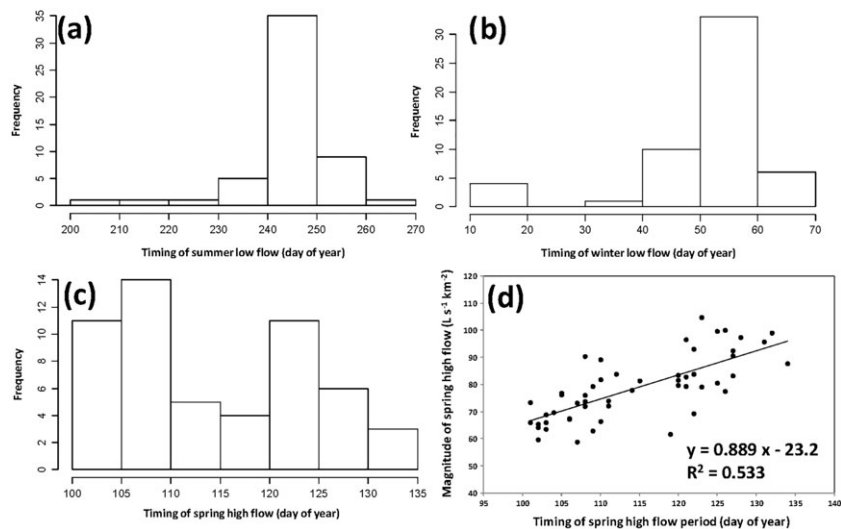 (a)
Frequency
35
30
25
20
15
10
5
0
200 210 220 230 240 250 260 270
Timing of summer low flow (day of year)
(b)
Frequency
30
25
20
15
10
5
0
10 20 30 40 50 60 70
Timing of winter low flow (day of year)
(c)
Frequency
14
12
10
8
6
4
2
0
100 105 110 115 120 125 130 135
Timing of spring high flow (day of year)
(d)
Magnitude of spring high flow (L s⁻¹ km⁻²)
120
110
100
90
80
70
60
50
40
y = 0.889 x - 23.2
R² = 0.533
95 100 105 110 115 120 125 130 135 140
Timing of spring high flow period (day of year)